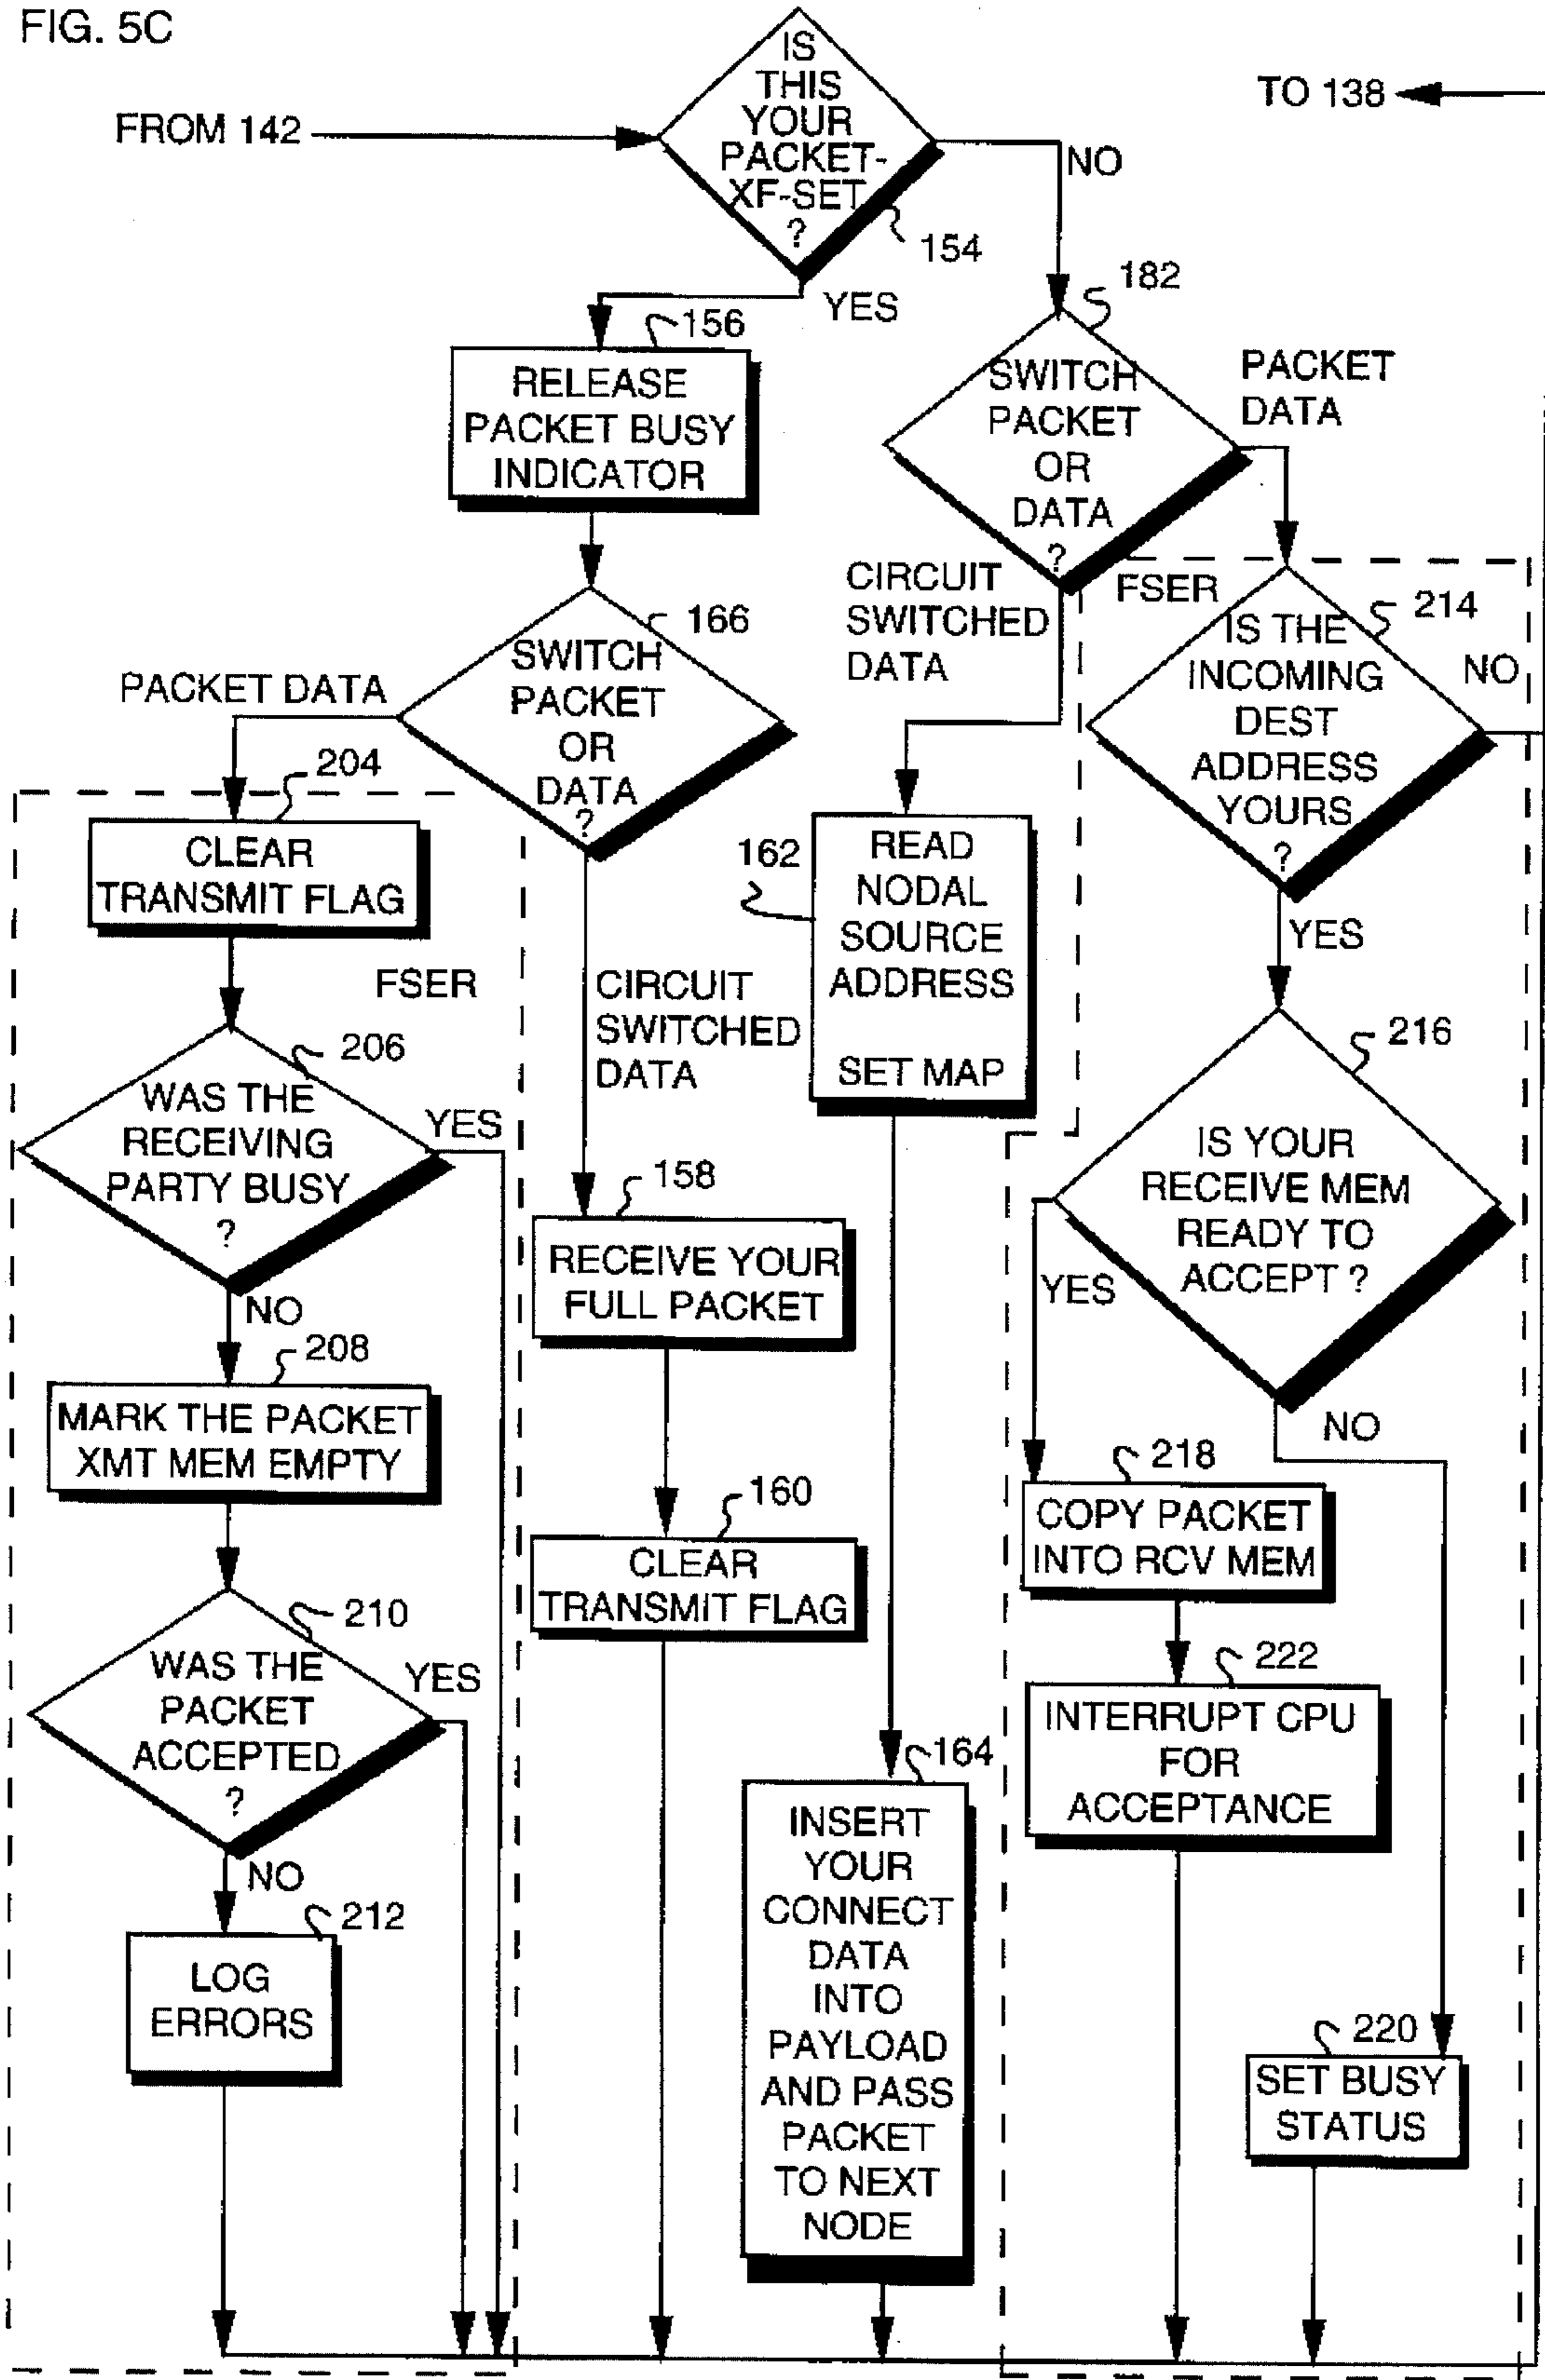 FIG. 5C
IS
THIS
YOUR
PACKET-
XF-SET
?
FROM 142
TO 138
NO
154
YES
182
156
RELEASE
PACKET BUSY
INDICATOR
SWITCH
PACKET
OR
DATA
?
PACKET
DATA
CIRCUIT
SWITCHED
DATA
FSER
214
166
SWITCH
PACKET
OR
DATA
?
PACKET DATA
IS THE
INCOMING
DEST
ADDRESS
YOURS
?
NO
204
CLEAR
TRANSMIT FLAG
162
READ
NODAL
SOURCE
ADDRESS
SET MAP
YES
FSER
CIRCUIT
SWITCHED
DATA
206
WAS THE
RECEIVING
PARTY BUSY
?
YES
216
IS YOUR
RECEIVE MEM
READY TO
ACCEPT ?
158
RECEIVE YOUR
FULL PACKET
YES
NO
NO
208
MARK THE PACKET
XMT MEM EMPTY
218
COPY PACKET
INTO RCV MEM
160
CLEAR
TRANSMIT FLAG
210
WAS THE
PACKET
ACCEPTED
?
YES
222
INTERRUPT CPU
FOR
ACCEPTANCE
164
INSERT
YOUR
CONNECT
DATA
INTO
PAYLOAD
AND PASS
PACKET
TO NEXT
NODE
NO
212
LOG
ERRORS
220
SET BUSY
STATUS